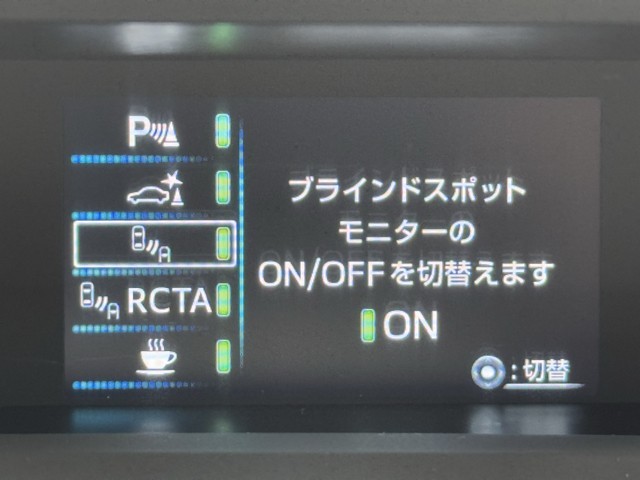 P
RCTA
ブラインドスポット
モニターの
ON/OFFを切替えます
ON
:切替